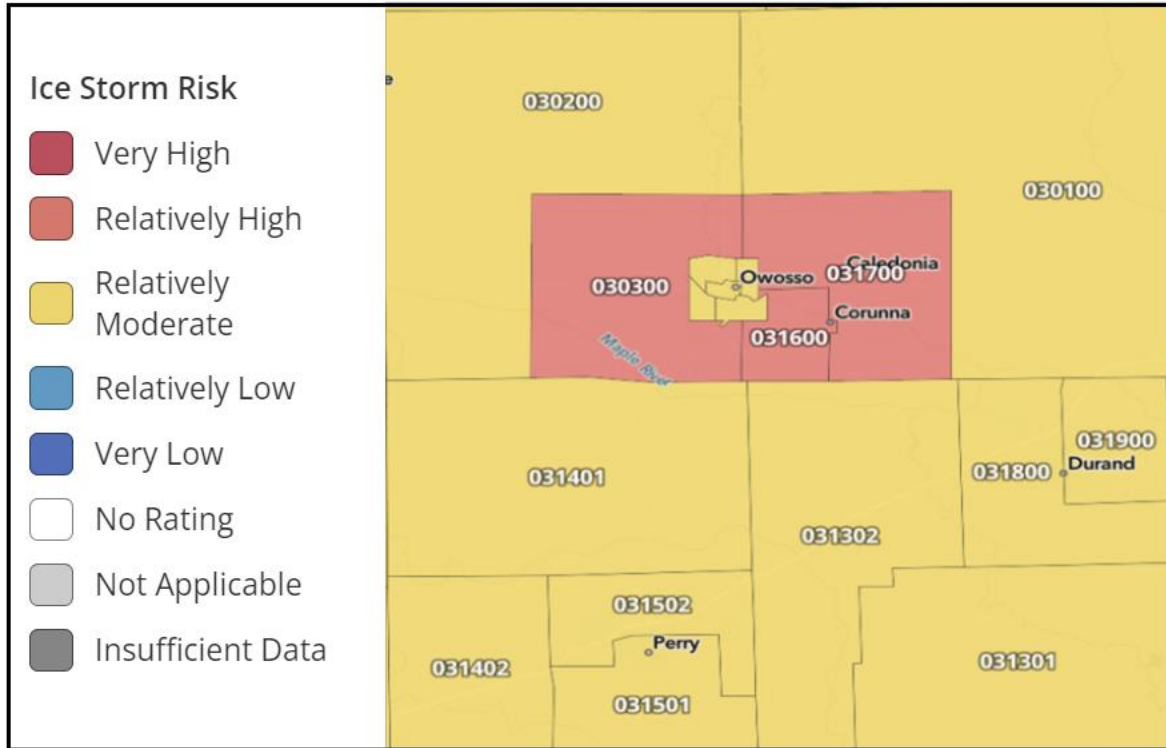 Ice Storm Risk
Very High
Relatively High
Relatively
Moderate
Relatively Low
Very Low
No Rating
Not Applicable
Insufficient Data
e
030200
030100
Caledonia
031700
Owosso
030300
Corunna
031600
Maple River
031900
Durand
031800
031401
031302
031502
Perry
031402
031301
031501